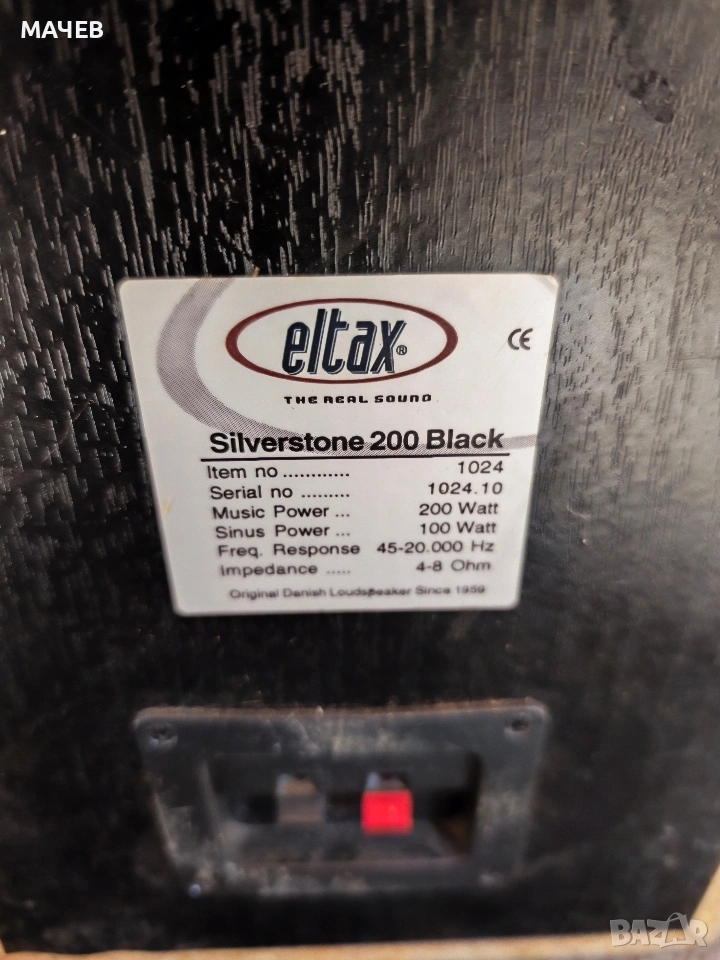 МАЧЕВ
eltax®
CE
THE REAL SOUND
Silverstone 200 Black
Item no ............ 1024
Serial no ......... 1024.10
Music Power ... 200 Watt
Sinus Power ... 100 Watt
Freq. Response 45-20.000 Hz
Impedance ..... 4-8 Ohm
Original Danish Loudspeaker Since 1959
BAZAR